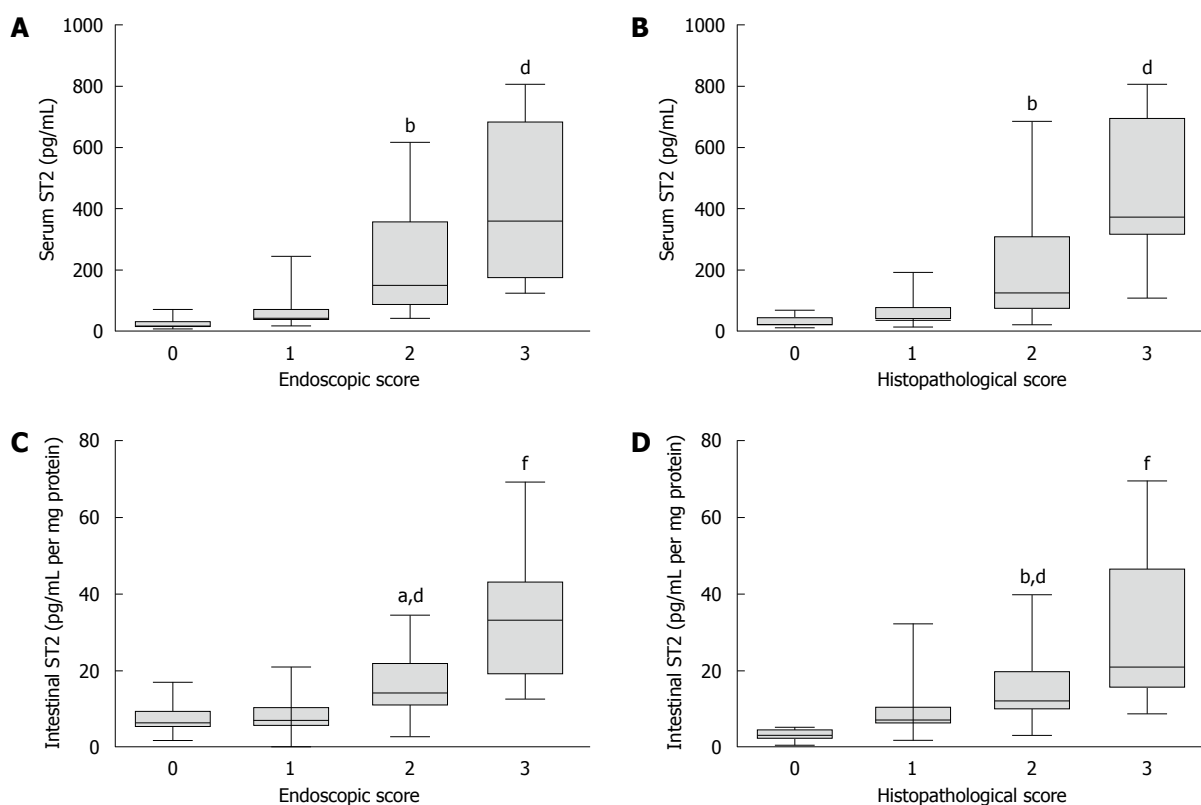 A
Serum ST2 (pg/mL)
1000
800
600
400
200
0
b
d
0 1 2 3
Endoscopic score
B
Serum ST2 (pg/mL)
1000
800
600
400
200
0
b
d
0 1 2 3
Histopathological score
C
Intestinal ST2 (pg/mL per mg protein)
80
60
40
20
0
a,d
f
0 1 2 3
Endoscopic score
D
Intestinal ST2 (pg/mL per mg protein)
80
60
40
20
0
b,d
f
0 1 2 3
Histopathological score